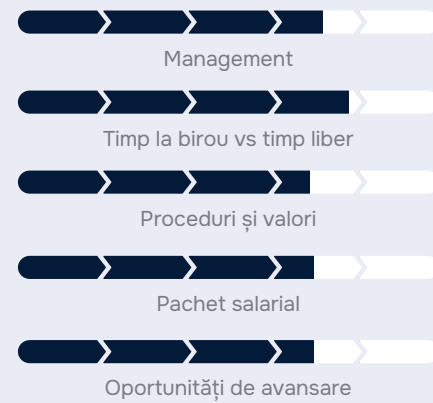 Management
Timp la birou vs timp liber
Proceduri și valori
Pachet salarial
Oportunități de avansare